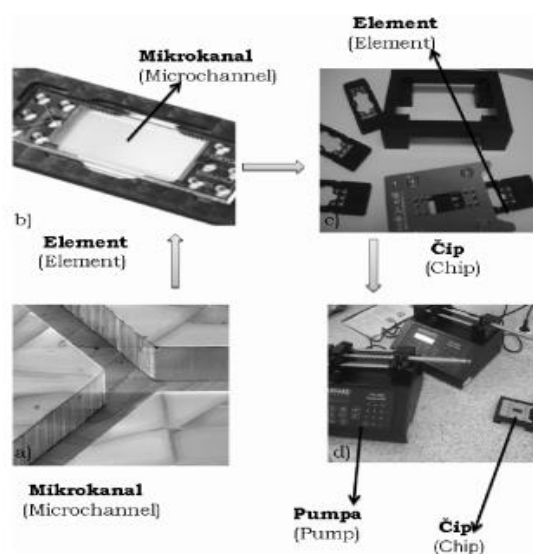 Element
(Element)
Mikrokanal
(Microchannel)
b)
c)
Element
(Element)
Čip
(Chip)
a)
d)
Mikrokanal
(Microchannel)
Pumpa
(Pump)
Čip
(Chip)